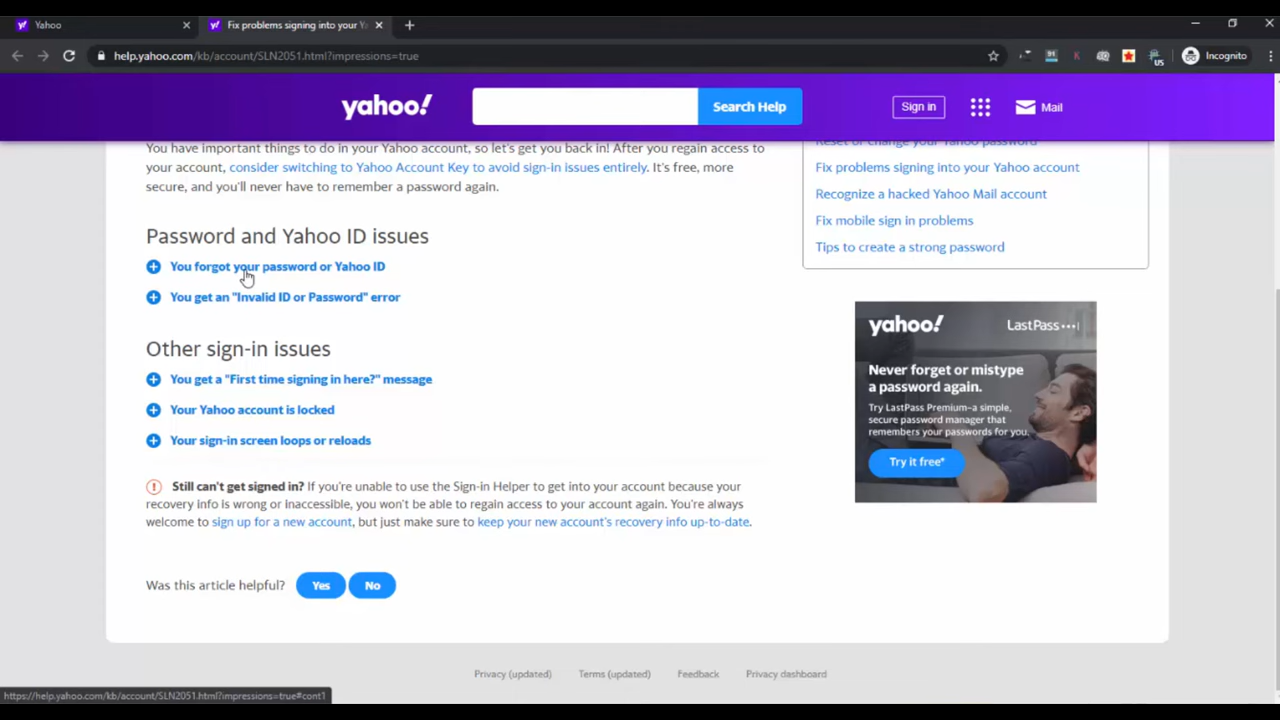 Yahoo
Fix problems signing into your Ya
help.yahoo.com/kb/account/SLN2051.html?impressions=true
91
K
US
Incognito
yahoo!
Search Help
Sign in
Mail
You have important things to do in your Yahoo account, so let's get you back in! After you regain access to
your account, consider switching to Yahoo Account Key to avoid sign-in issues entirely. It's free, more
secure, and you'll never have to remember a password again.
Password and Yahoo ID issues
You forgot your password or Yahoo ID
You get an "Invalid ID or Password" error
Other sign-in issues
You get a "First time signing in here?" message
Your Yahoo account is locked
Your sign-in screen loops or reloads
Still can't get signed in? If you're unable to use the Sign-in Helper to get into your account because your
recovery info is wrong or inaccessible, you won't be able to regain access to your account again. You're always
welcome to sign up for a new account, but just make sure to keep your new account's recovery info up-to-date.
Was this article helpful?
Yes
No
Reset or change your Yahoo password
Fix problems signing into your Yahoo account
Recognize a hacked Yahoo Mail account
Fix mobile sign in problems
Tips to create a strong password
yahoo!
LastPass•••|
Never forget or mistype
a password again.
Try LastPass Premium–a simple,
secure password manager that
remembers your passwords for you.
Try it free*
Privacy (updated)
Terms (updated)
Feedback
Privacy dashboard
https://help.yahoo.com/kb/account/SLN2051.html?impressions=true#cont1